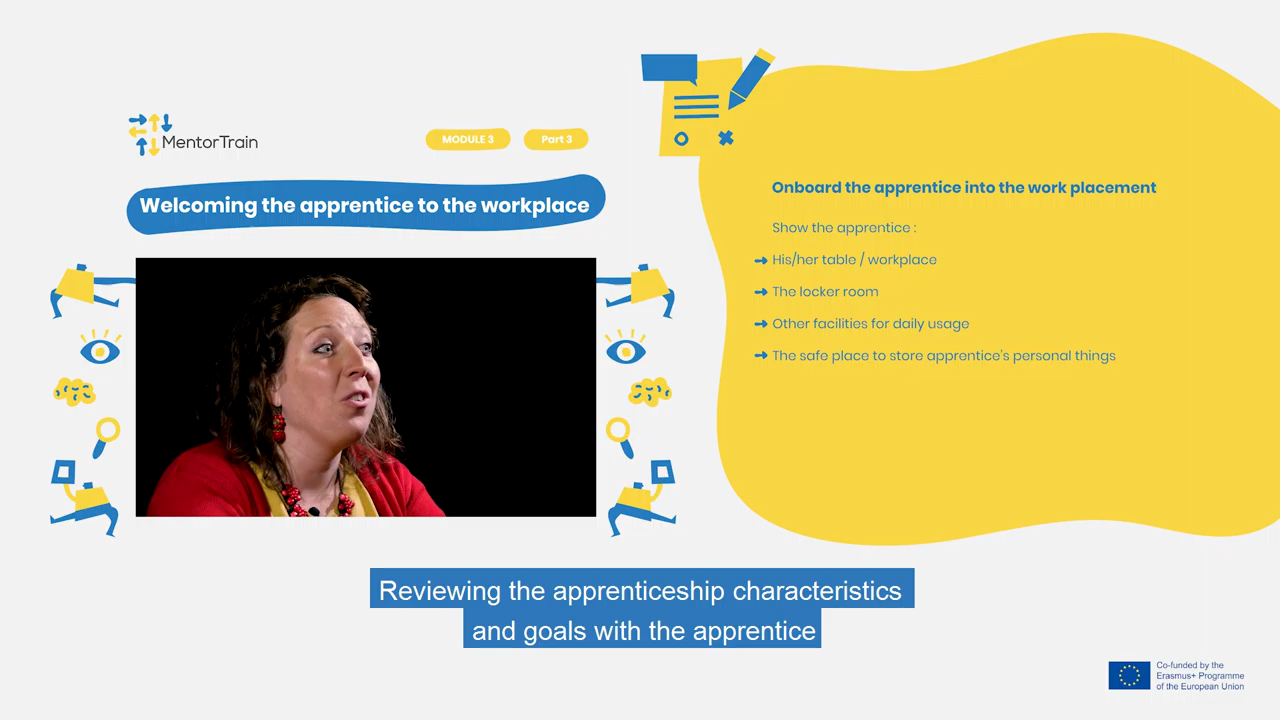 MentorTrain
MODULE 3
Part 3
Welcoming the apprentice to the workplace
Onboard the apprentice into the work placement
Show the apprentice :
His/her table / workplace
The locker room
Other facilities for daily usage
The safe place to store apprentice's personal things
Reviewing the apprenticeship characteristics
and goals with the apprentice
Co-funded by the
Erasmus+ Programme
of the European Union